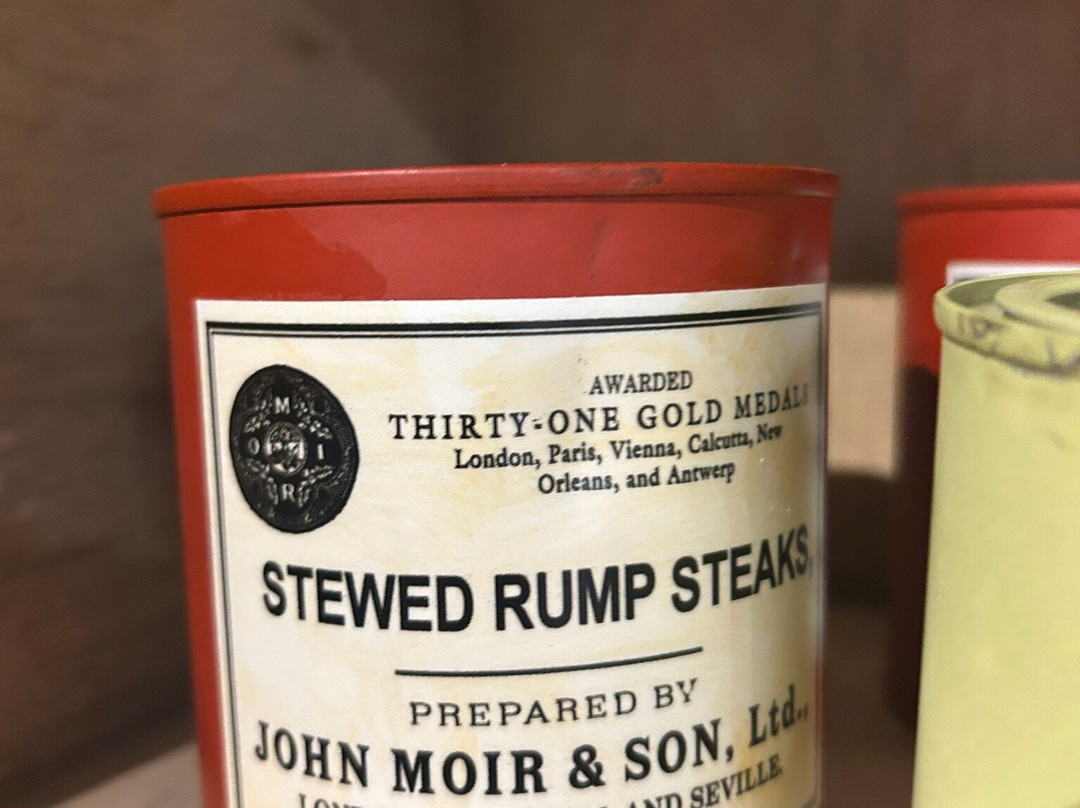 M
O I
R
AWARDED
THIRTY-ONE GOLD MEDALS
London, Paris, Vienna, Calcutta, New
Orleans, and Antwerp
STEWED RUMP STEAKS,
PREPARED BY
JOHN MOIR & SON, Ltd.,
AND SEVILLE.